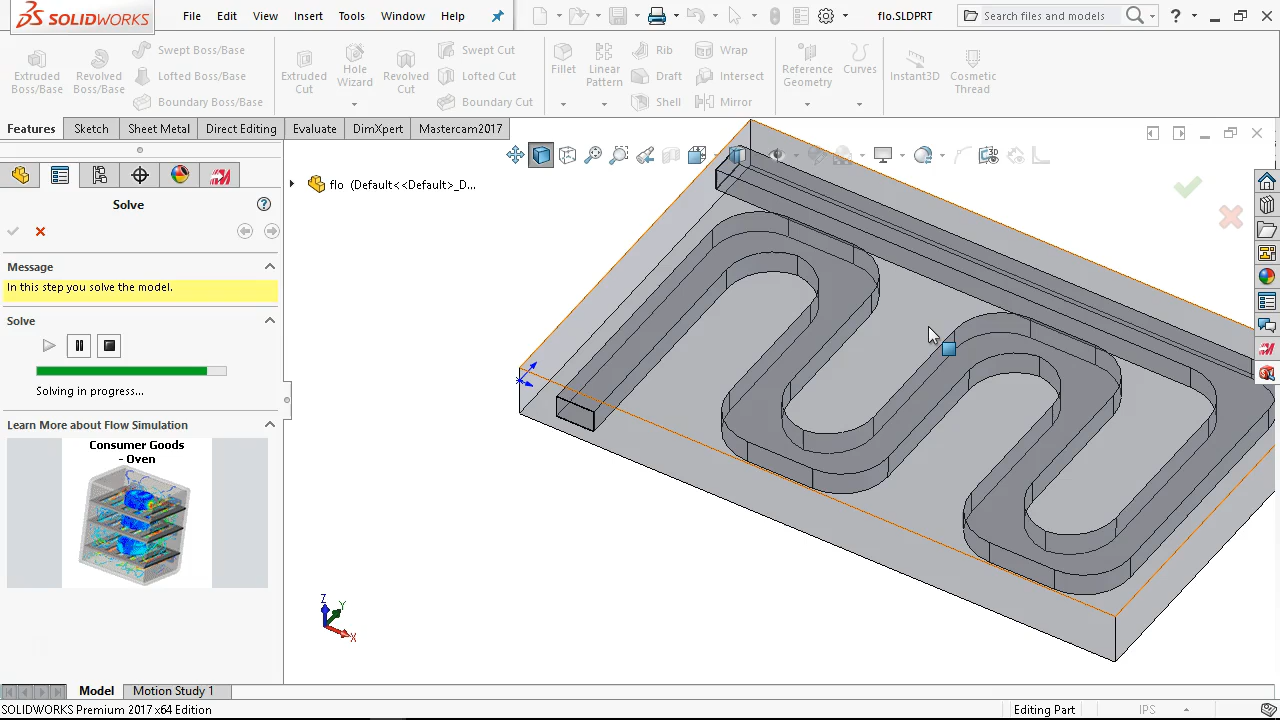 SOLIDWORKS
File Edit View Insert Tools Window Help
flo.SLDPRT
Search files and models
?
Extruded Boss/Base
Revolved Boss/Base
Swept Boss/Base
Lofted Boss/Base
Boundary Boss/Base
Extruded Cut
Hole Wizard
Revolved Cut
Swept Cut
Lofted Cut
Boundary Cut
Fillet
Linear Pattern
Rib
Draft
Shell
Wrap
Intersect
Mirror
Reference Geometry
Curves
Instant3D
Cosmetic Thread
Features Sketch Sheet Metal Direct Editing Evaluate DimXpert Mastercam2017
flo (Default<<Default>_D...
Solve
?
Message
In this step you solve the model.
Solve
Solving in progress...
Learn More about Flow Simulation
Consumer Goods
- Oven
Z
Y
X
Model Motion Study 1
SOLIDWORKS Premium 2017 x64 Edition
Editing Part
IPS